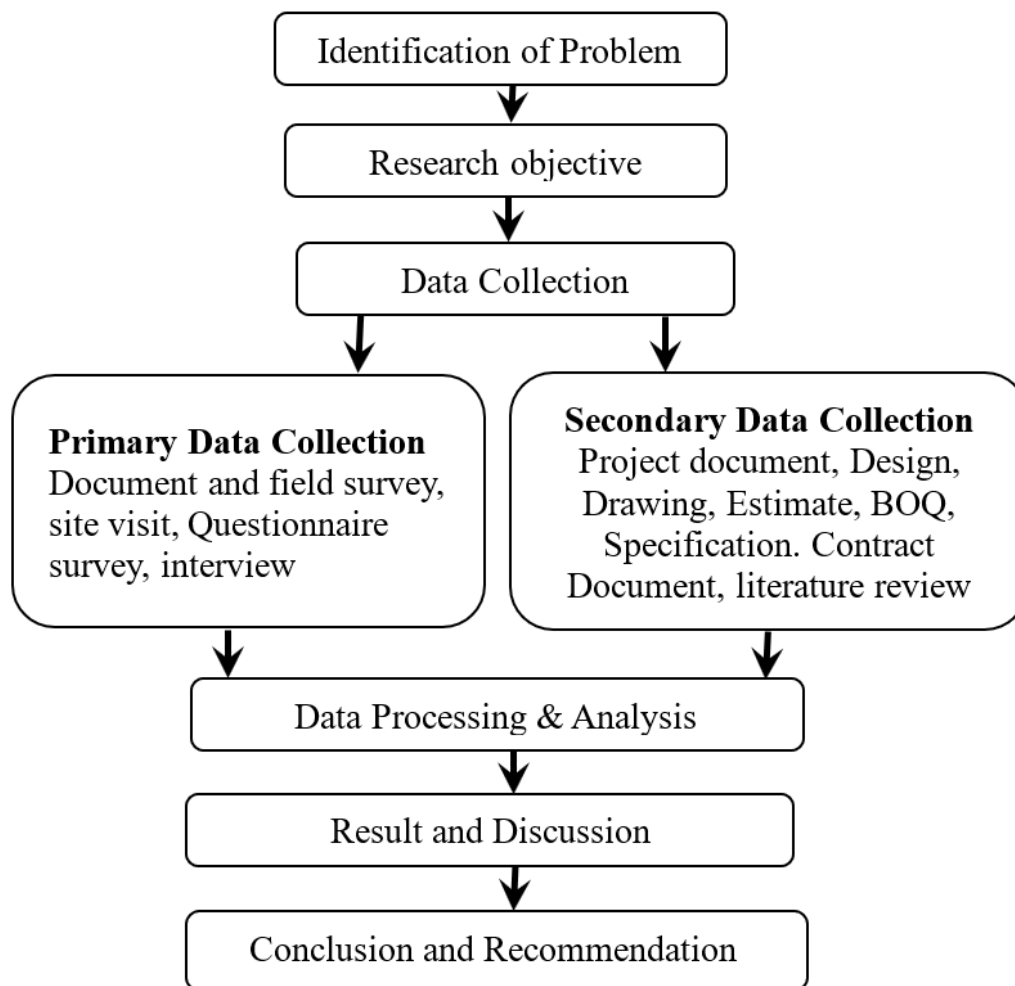 Identification of Problem
Research objective
Data Collection
Primary Data Collection
Document and field survey,
site visit, Questionnaire
survey, interview
Secondary Data Collection
Project document, Design,
Drawing, Estimate, BOQ,
Specification. Contract
Document, literature review
Data Processing & Analysis
Result and Discussion
Conclusion and Recommendation